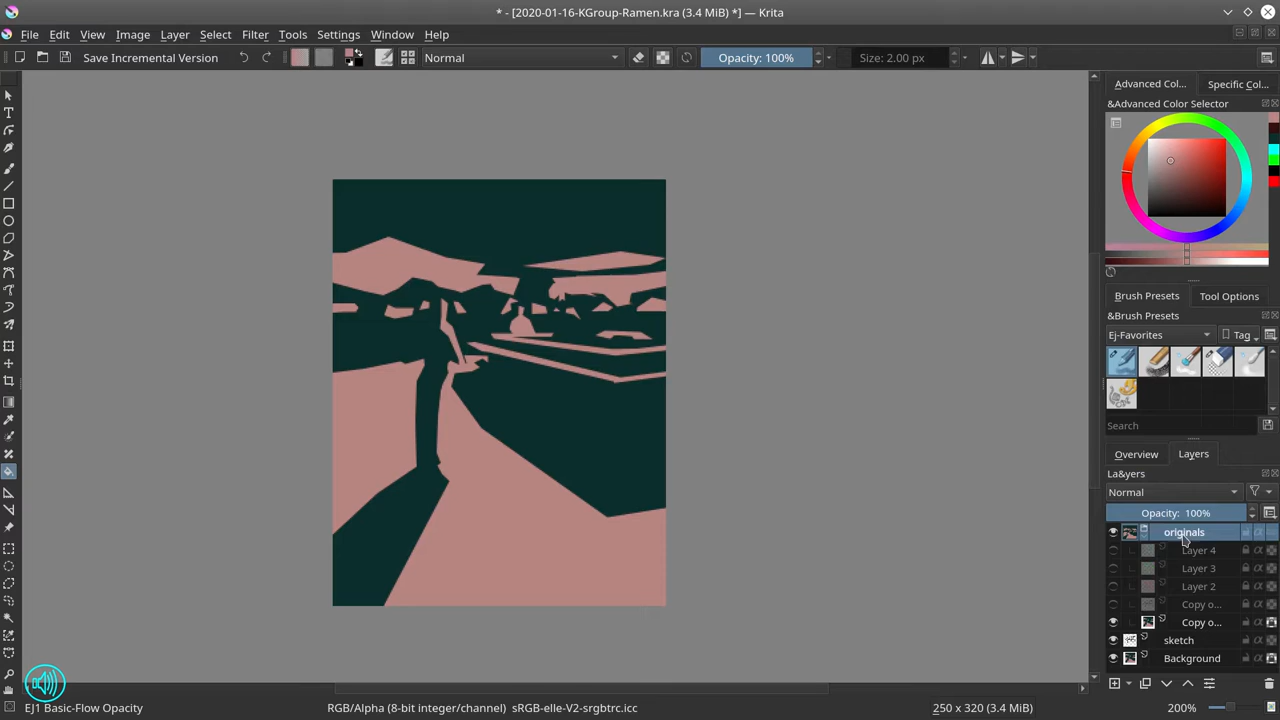 * - [2020-01-16-KGroup-Ramen.kra (3.4 MiB) *] — Krita
File Edit View Image Layer Select Filter Tools Settings Window Help
Save Incremental Version Normal Opacity: 100% Size: 2.00 px
Advanced Col... Specific Col...
&Advanced Color Selector
Brush Presets Tool Options
&Brush Presets
Ej-Favorites Tag
Search
Overview Layers
La&yers
Normal
Opacity: 100%
originals
Layer 4
Layer 3
Layer 2
Copy o...
Copy o...
sketch
Background
EJ1 Basic-Flow Opacity RGB/Alpha (8-bit integer/channel) sRGB-elle-V2-srgbtrc.icc 250 x 320 (3.4 MiB) 200%